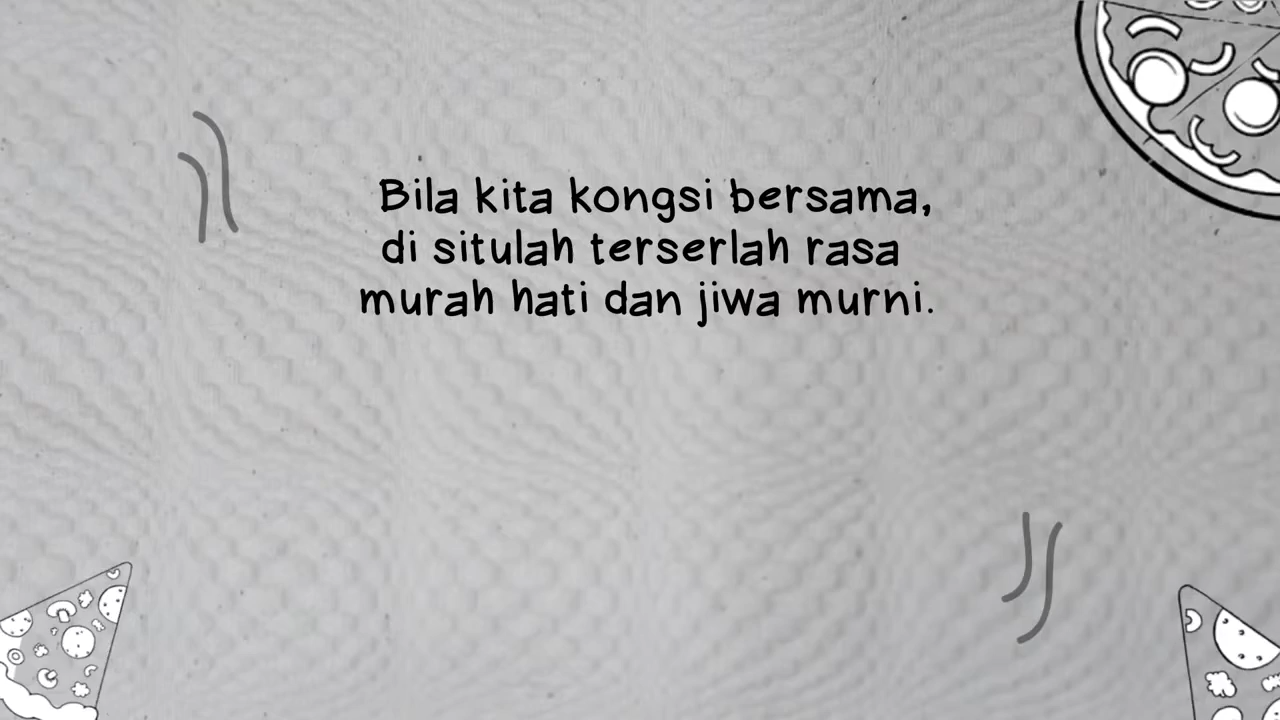 Bila kita kongsi bersama,
di situlah terserlah rasa
murah hati dan jiwa murni.